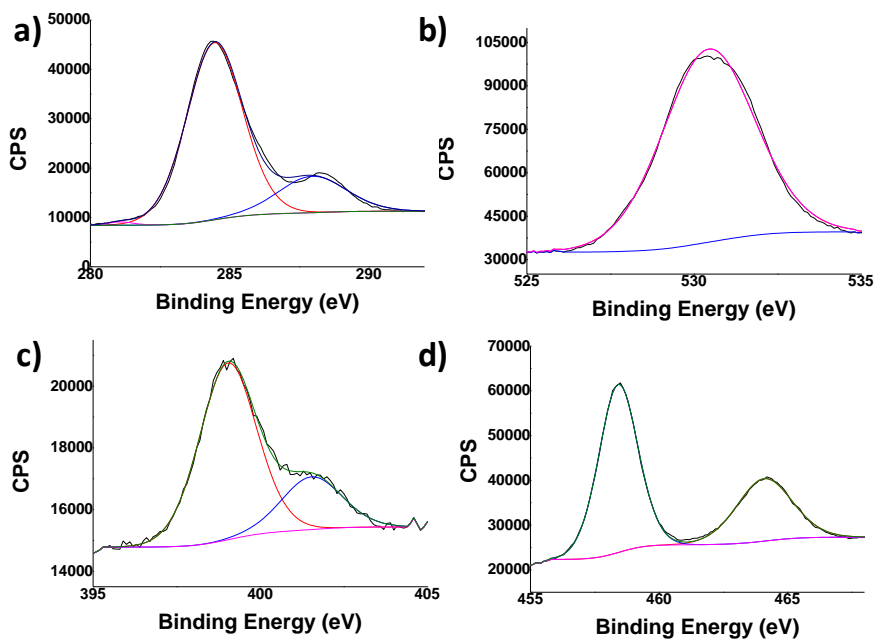 a)
50000
40000
30000
20000
10000
0
CPS
280
285
290
Binding Energy (eV)
b)
105000
90000
75000
60000
45000
30000
CPS
525
530
535
Binding Energy (eV)
c)
20000
18000
16000
14000
CPS
395
400
405
Binding Energy (eV)
d)
70000
60000
50000
40000
30000
20000
CPS
455
460
465
Binding Energy (eV)